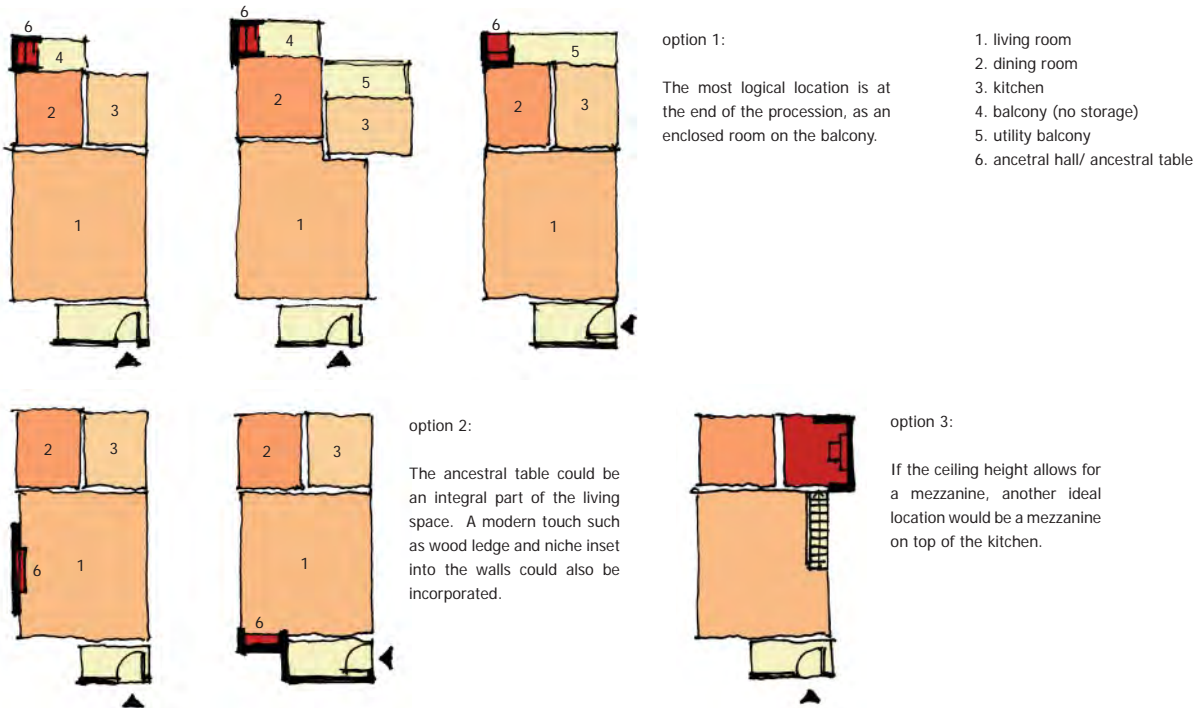 6
4
2
3
1
6
4
2
5
3
1
6
5
2
3
1
option 1:
The most logical location is at
the end of the procession, as an
enclosed room on the balcony.
1. living room
2. dining room
3. kitchen
4. balcony (no storage)
5. utility balcony
6. ancetral hall/ ancestral table
2
3
6
1
2
3
1
6
option 2:
The ancestral table could be
an integral part of the living
space. A modern touch such
as wood ledge and niche inset
into the walls could also be
incorporated.
option 3:
If the ceiling height allows for
a mezzanine, another ideal
location would be a mezzanine
on top of the kitchen.